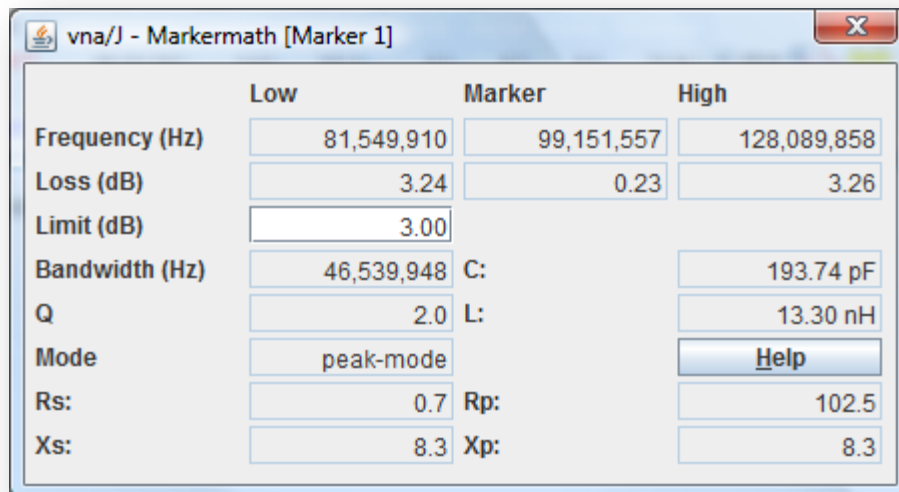 vna/J - Markermath [Marker 1]
Low Marker High
Frequency (Hz) 81,549,910 99,151,557 128,089,858
Loss (dB) 3.24 0.23 3.26
Limit (dB) 3.00
Bandwidth (Hz) 46,539,948 C: 193.74 pF
Q 2.0 L: 13.30 nH
Mode peak-mode Help
Rs: 0.7 Rp: 102.5
Xs: 8.3 Xp: 8.3